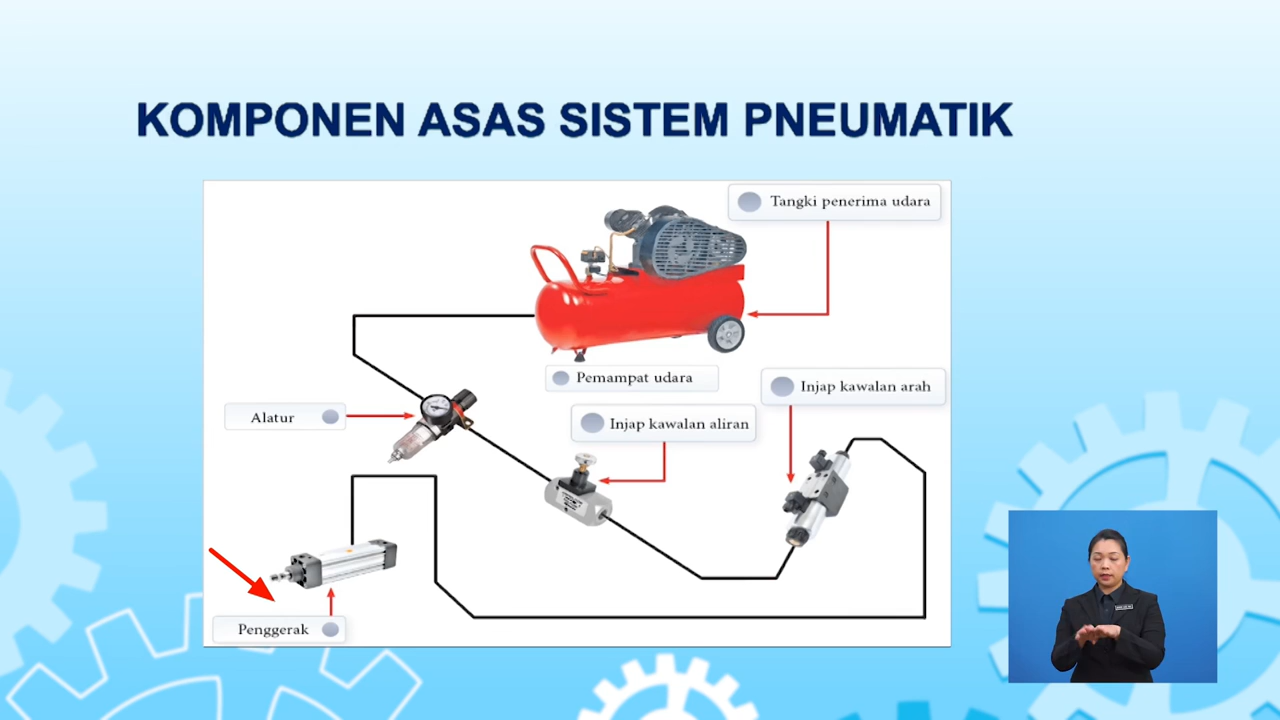 KOMPONEN ASAS SISTEM PNEUMATIK
Tangki penerima udara
Pemampat udara
Injap kawalan arah
Alatur
Injap kawalan aliran
Penggerak